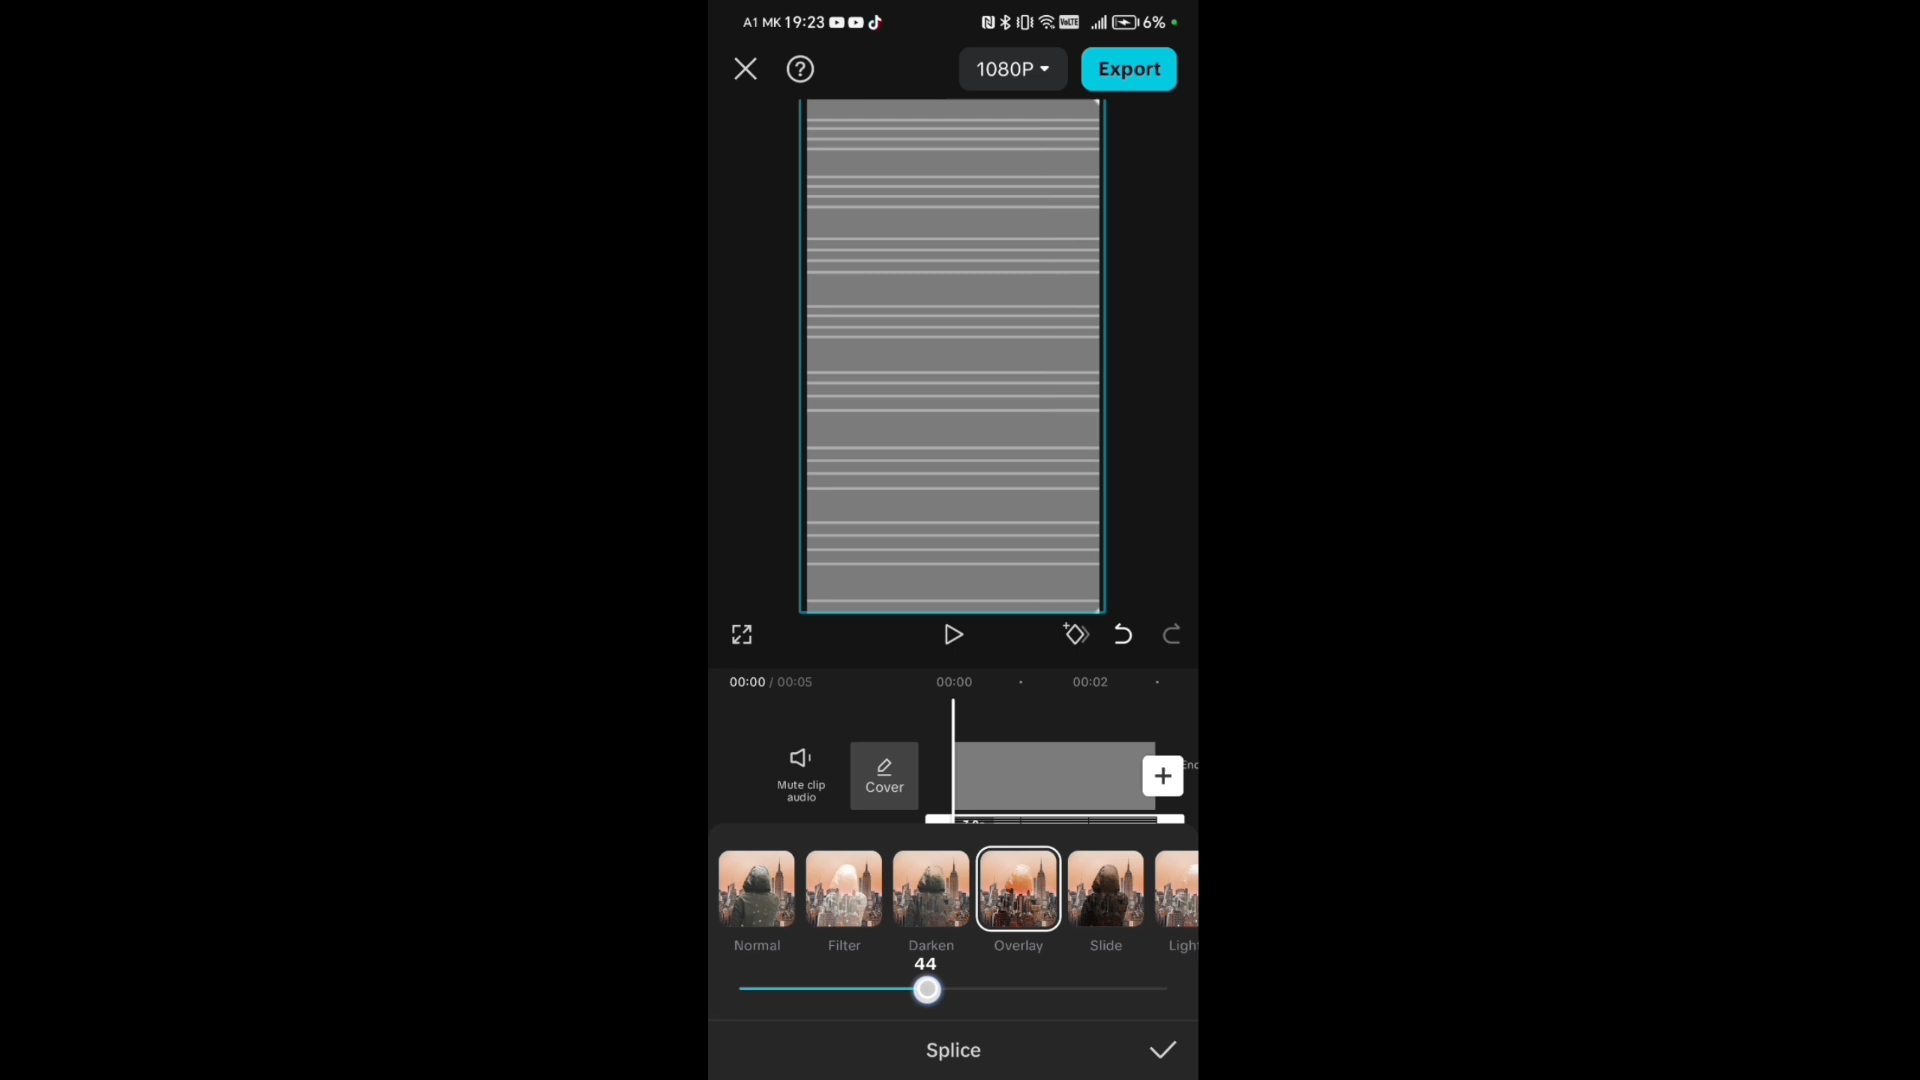 A1 MK 19:23 VoLTE 6%
1080P Export
00:00 / 00:05 00:00 00:02
Mute clip
audio
Cover
Normal Filter Darken Overlay Slide
44
Splice